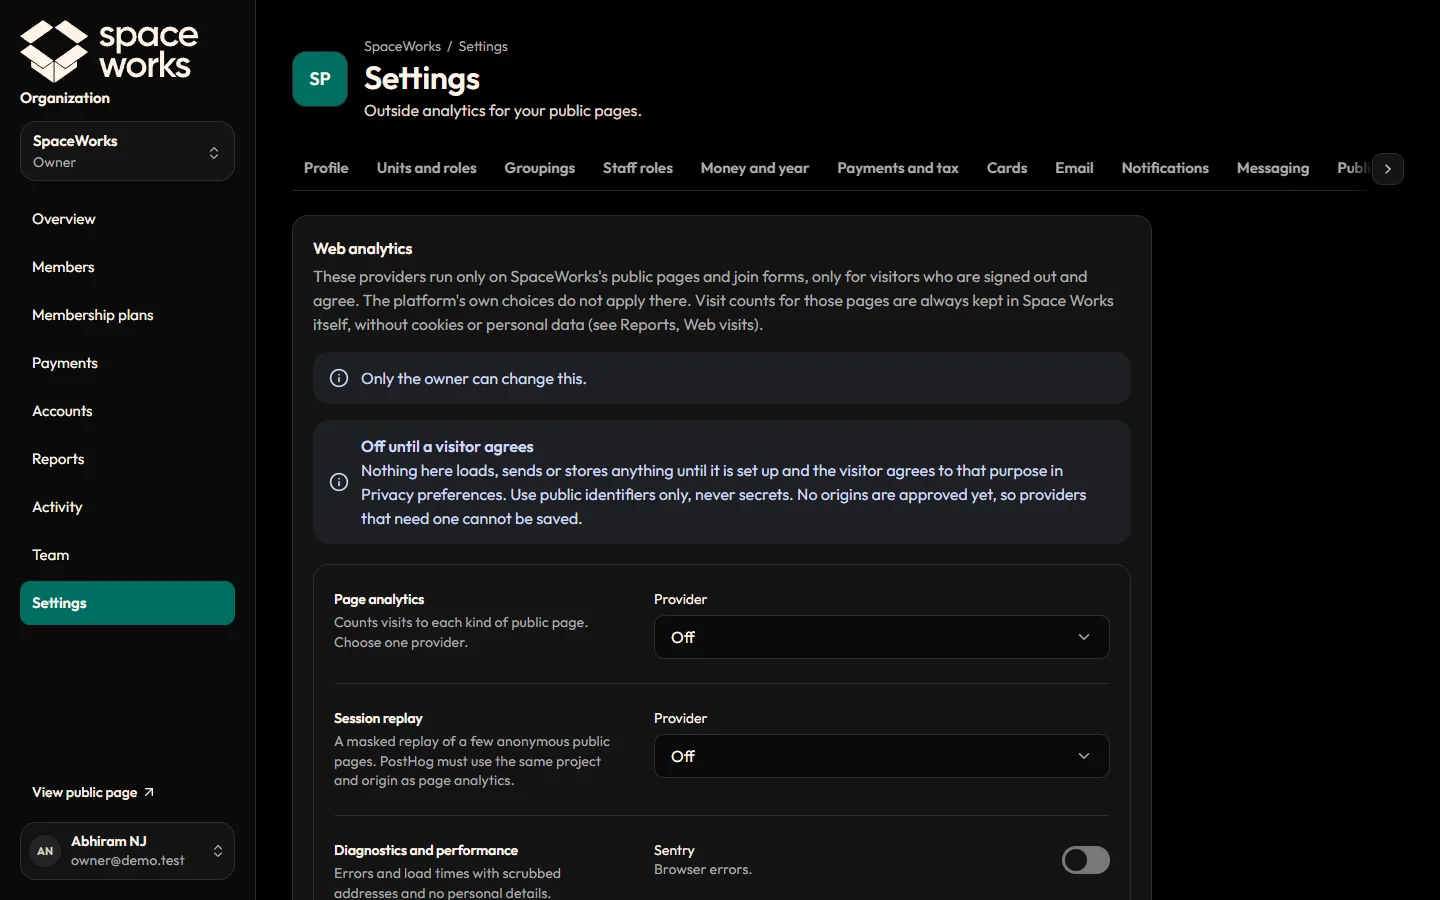 space
works
Organization
SpaceWorks
Owner
Overview
Members
Membership plans
Payments
Accounts
Reports
Activity
Team
Settings
View public page
AN
Abhiram NJ
owner@demo.test
SP
SpaceWorks / Settings
Settings
Outside analytics for your public pages.
Profile
Units and roles
Groupings
Staff roles
Money and year
Payments and tax
Cards
Email
Notifications
Messaging
Publi
Web analytics
These providers run only on SpaceWorks's public pages and join forms, only for visitors who are signed out and
agree. The platform's own choices do not apply there. Visit counts for those pages are always kept in Space Works
itself, without cookies or personal data (see Reports, Web visits).
Only the owner can change this.
Off until a visitor agrees
Nothing here loads, sends or stores anything until it is set up and the visitor agrees to that purpose in
Privacy preferences. Use public identifiers only, never secrets. No origins are approved yet, so providers
that need one cannot be saved.
Page analytics
Counts visits to each kind of public page.
Choose one provider.
Provider
Off
Session replay
A masked replay of a few anonymous public
pages. PostHog must use the same project
and origin as page analytics.
Provider
Off
Diagnostics and performance
Errors and load times with scrubbed
addresses and no personal details.
Sentry
Browser errors.